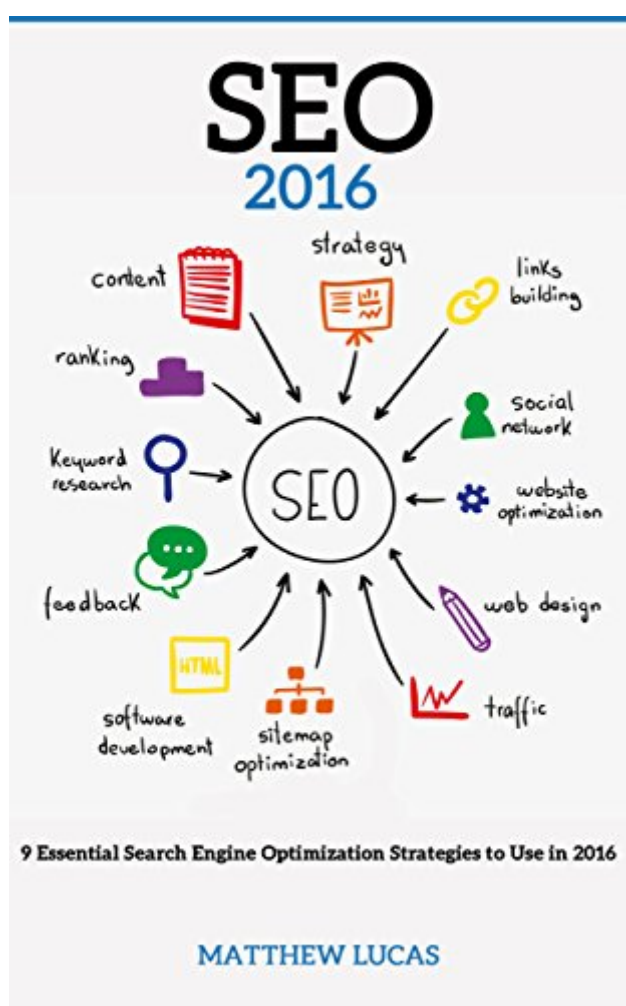 SEO
2016
strategy
content
links
building
ranking
social
network
Keyword
research
SEO
website
optimization
feedback
web design
HTML
software
development
sitemap
optimization
traffic
9 Essential Search Engine Optimization Strategies to Use in 2016
MATTHEW LUCAS